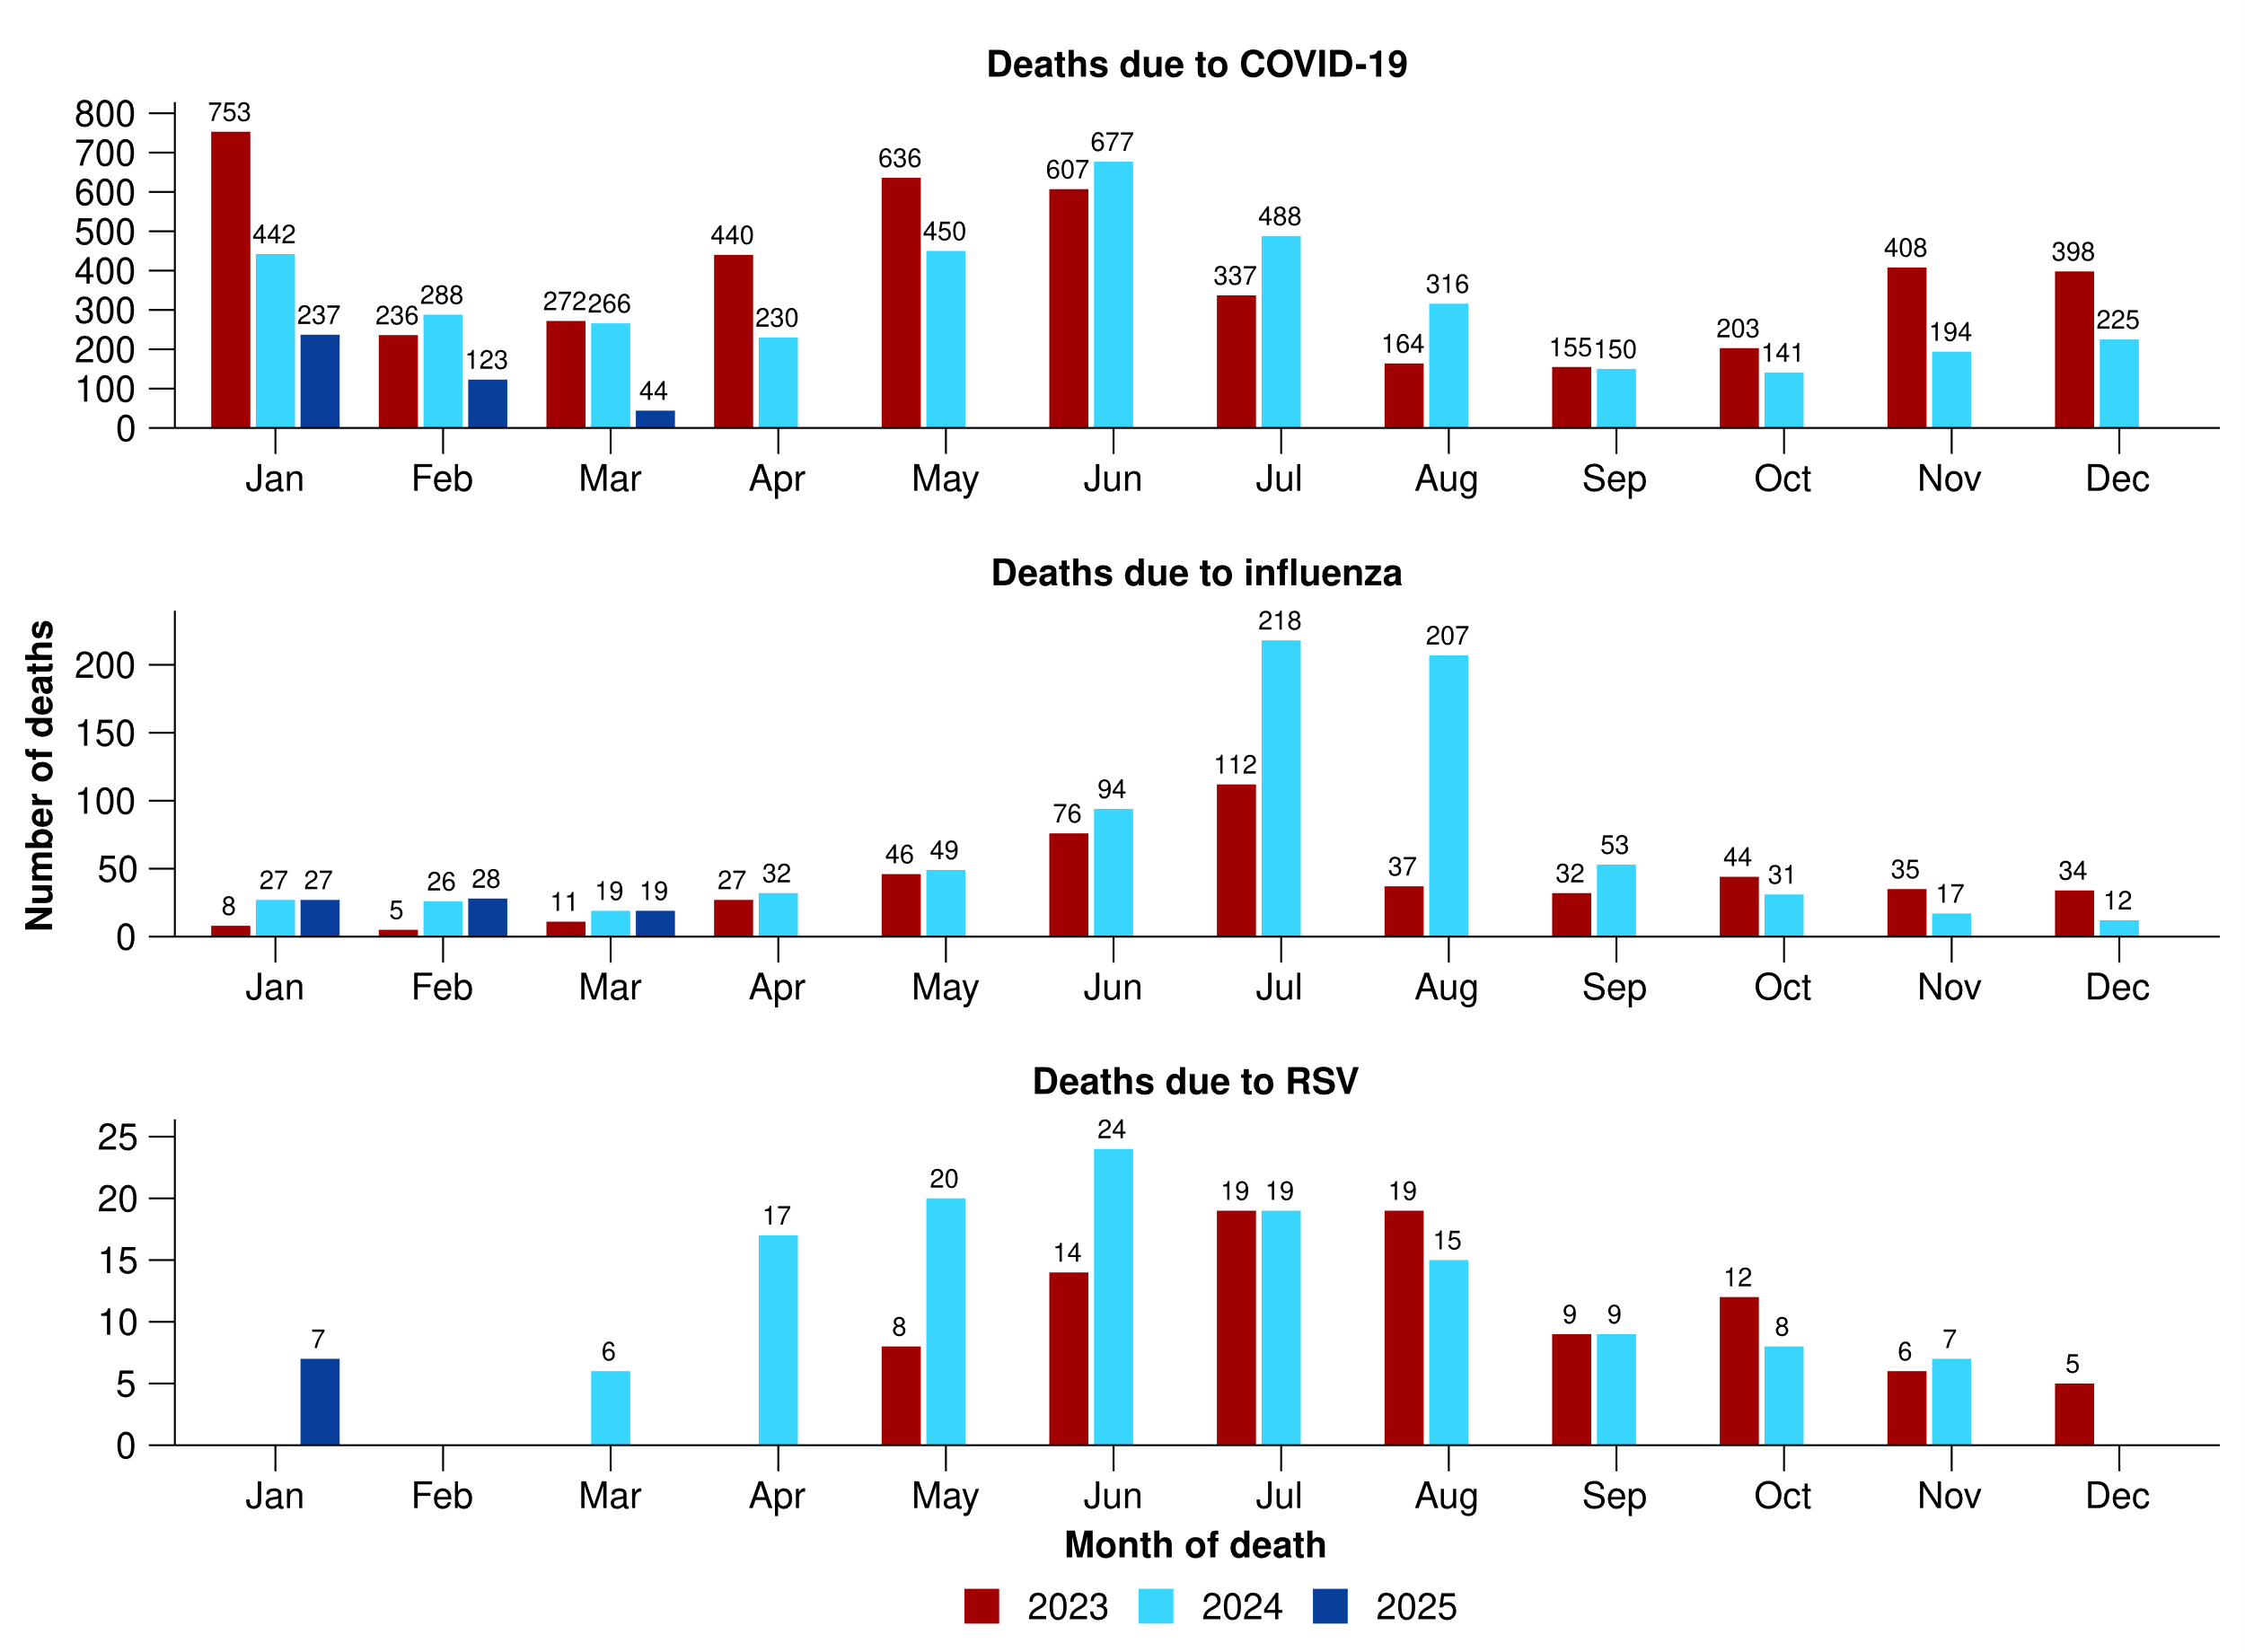 Deaths due to COVID-19
800
700
600
500
400
300
200
100
0
753 442 237 236 288 123 272 266 44 440 230 636 450 607 677 337 488 164 316 155 150 203 141 408 194 398 225
Jan Feb Mar Apr May Jun Jul Aug Sep Oct Nov Dec
Number of deaths
Deaths due to influenza
200
150
100
50
0
8 27 27 5 26 28 11 19 19 27 32 46 49 76 94 112 218 37 207 32 53 44 31 35 17 34 12
Jan Feb Mar Apr May Jun Jul Aug Sep Oct Nov Dec
Deaths due to RSV
25
20
15
10
5
0
7 6 17 8 20 14 24 19 19 19 15 9 9 12 8 6 7 5
Jan Feb Mar Apr May Jun Jul Aug Sep Oct Nov Dec
Month of death
2023 2024 2025